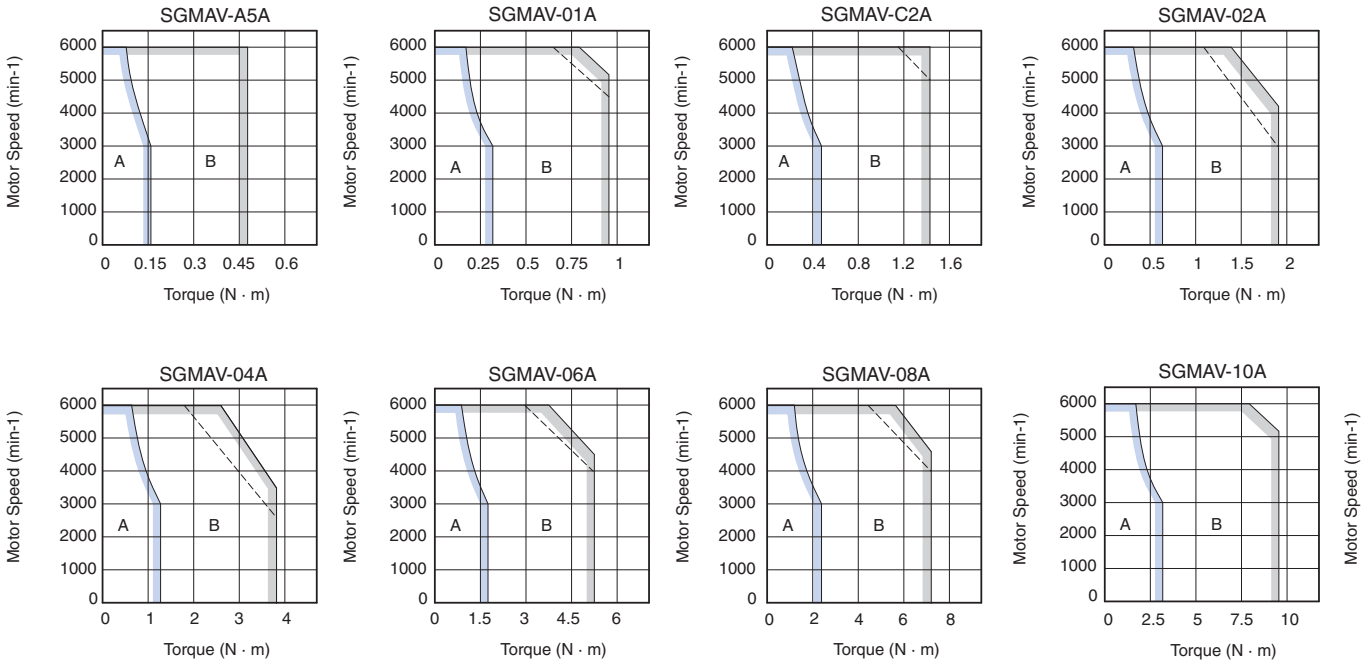 SGMAV-A5A
Motor Speed (min-1)
6000
5000
4000
3000
2000
1000
0
A
B
0 0.15 0.3 0.45 0.6
Torque (N · m)
SGMAV-01A
Motor Speed (min-1)
6000
5000
4000
3000
2000
1000
0
A
B
0 0.25 0.5 0.75 1
Torque (N · m)
SGMAV-C2A
Motor Speed (min-1)
6000
5000
4000
3000
2000
1000
0
A
B
0 0.4 0.8 1.2 1.6
Torque (N · m)
SGMAV-02A
Motor Speed (min-1)
6000
5000
4000
3000
2000
1000
0
A
B
0 0.5 1 1.5 2
Torque (N · m)
SGMAV-04A
Motor Speed (min-1)
6000
5000
4000
3000
2000
1000
0
A
B
0 1 2 3 4
Torque (N · m)
SGMAV-06A
Motor Speed (min-1)
6000
5000
4000
3000
2000
1000
0
A
B
0 1.5 3 4.5 6
Torque (N · m)
SGMAV-08A
Motor Speed (min-1)
6000
5000
4000
3000
2000
1000
0
A
B
0 2 4 6 8
Torque (N · m)
SGMAV-10A
Motor Speed (min-1)
6000
5000
4000
3000
2000
1000
0
A
B
0 2.5 5 7.5 10
Torque (N · m)
Motor Speed (min-1)